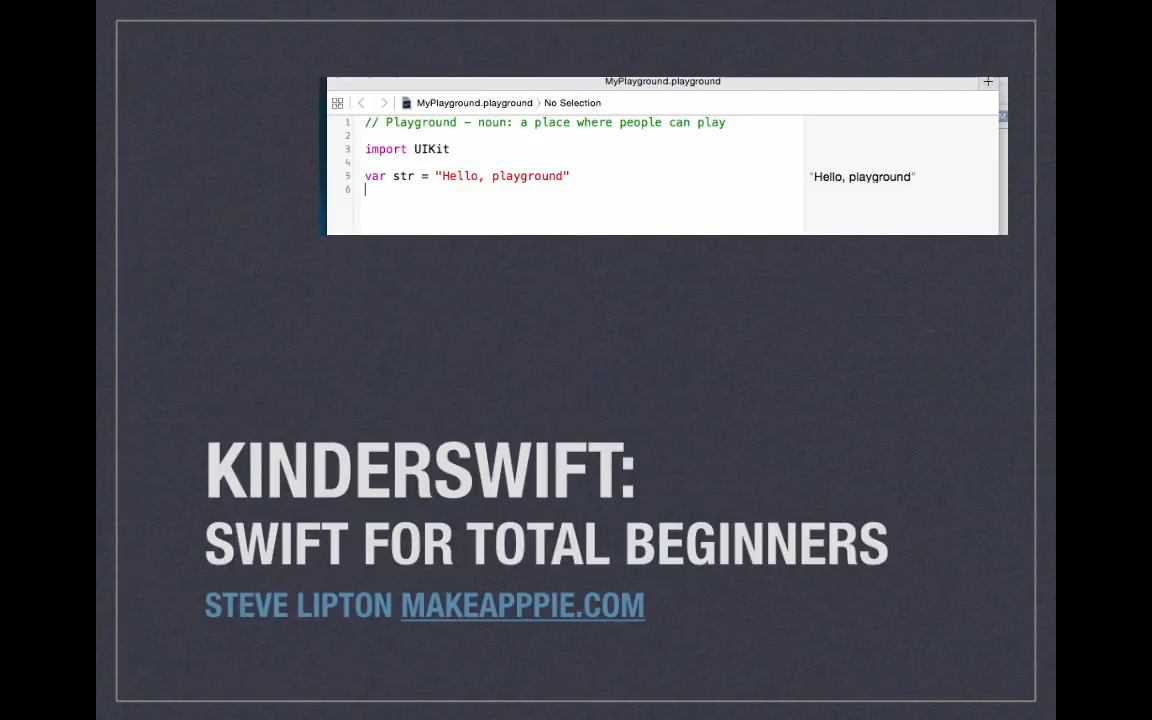 MyPlayground.playground
MyPlayground.playground 〉 No Selection
1 // Playground – noun: a place where people can play
2
3 import UIKit
4
5 var str = "Hello, playground"
"Hello, playground"
6
KINDERSWIFT:
SWIFT FOR TOTAL BEGINNERS
STEVE LIPTON MAKEAPPPIE.COM